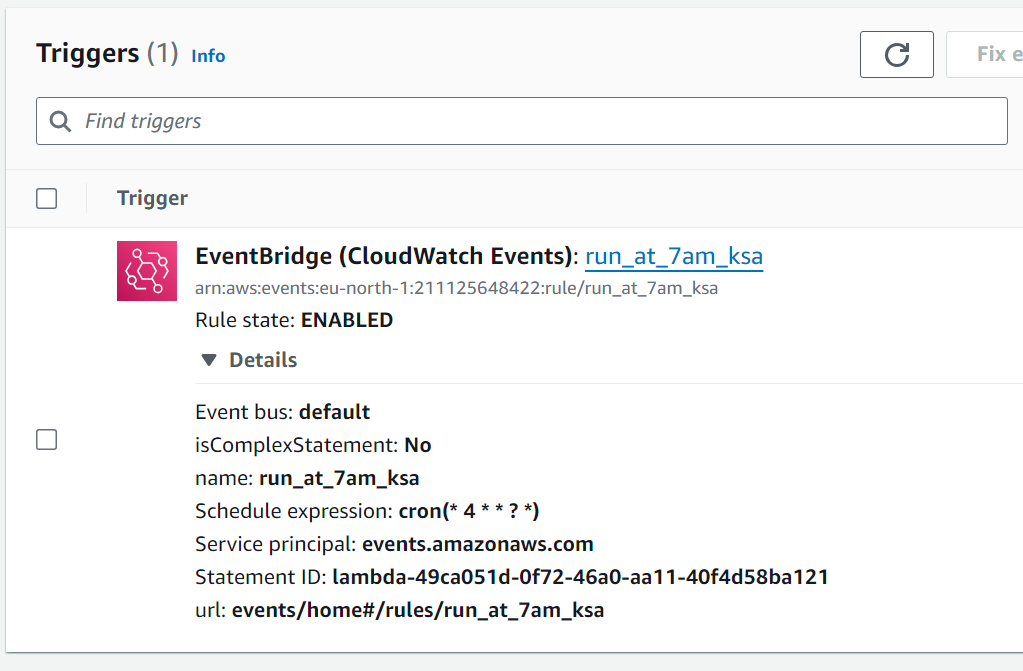 Triggers (1) Info
Fix e
Find triggers
Trigger
EventBridge (CloudWatch Events): run_at_7am_ksa
arn:aws:events:eu-north-1:211125648422:rule/run_at_7am_ksa
Rule state: ENABLED
Details
Event bus: default
isComplexStatement: No
name: run_at_7am_ksa
Schedule expression: cron(* 4 * * ? *)
Service principal: events.amazonaws.com
Statement ID: lambda-49ca051d-0f72-46a0-aa11-40f4d58ba121
url: events/home#/rules/run_at_7am_ksa